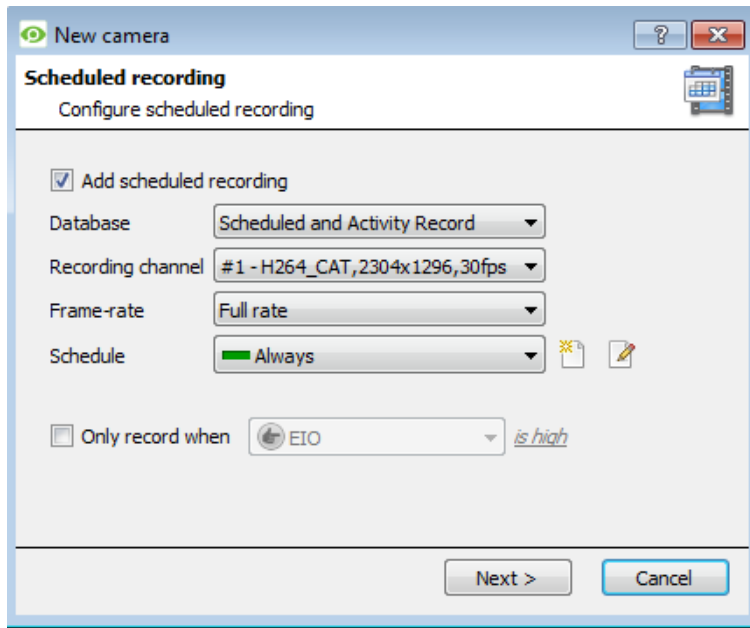 New camera
Scheduled recording
Configure scheduled recording
Add scheduled recording
Database Scheduled and Activity Record
Recording channel #1 - H264_CAT,2304x1296,30fps
Frame-rate Full rate
Schedule Always
Only record when EIO is high
Next > Cancel